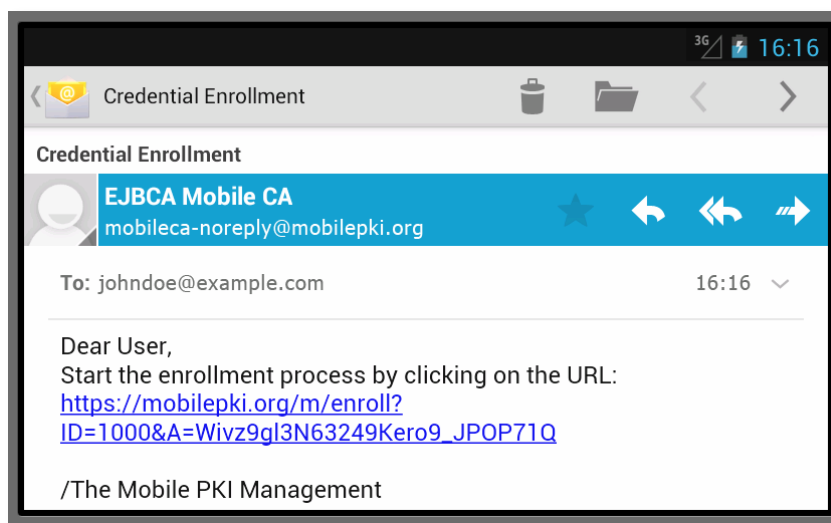 3G 16:16
Credential Enrollment
Credential Enrollment
EJBCA Mobile CA
mobileca-noreply@mobilepki.org
To: johndoe@example.com 16:16
Dear User,
Start the enrollment process by clicking on the URL:
https://mobilepki.org/m/enroll?
ID=1000&A=Wivz9gl3N63249Kero9_JPOP71Q
/The Mobile PKI Management